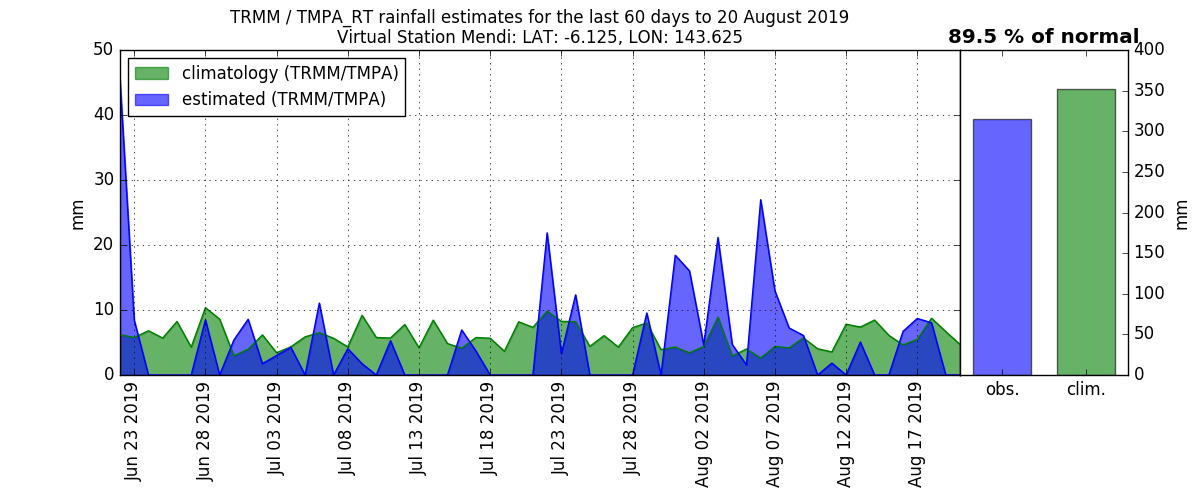 TRMM / TMPA_RT rainfall estimates for the last 60 days to 20 August 2019
Virtual Station Mendi: LAT: -6.125, LON: 143.625
89.5 % of normal
climatology (TRMM/TMPA)
estimated (TRMM/TMPA)
50
40
30
20
10
0
mm
Jun 23 2019
Jun 28 2019
Jul 03 2019
Jul 08 2019
Jul 13 2019
Jul 18 2019
Jul 23 2019
Jul 28 2019
Aug 02 2019
Aug 07 2019
Aug 12 2019
Aug 17 2019
obs.
clim.
400
350
300
250
200
150
100
50
0
mm